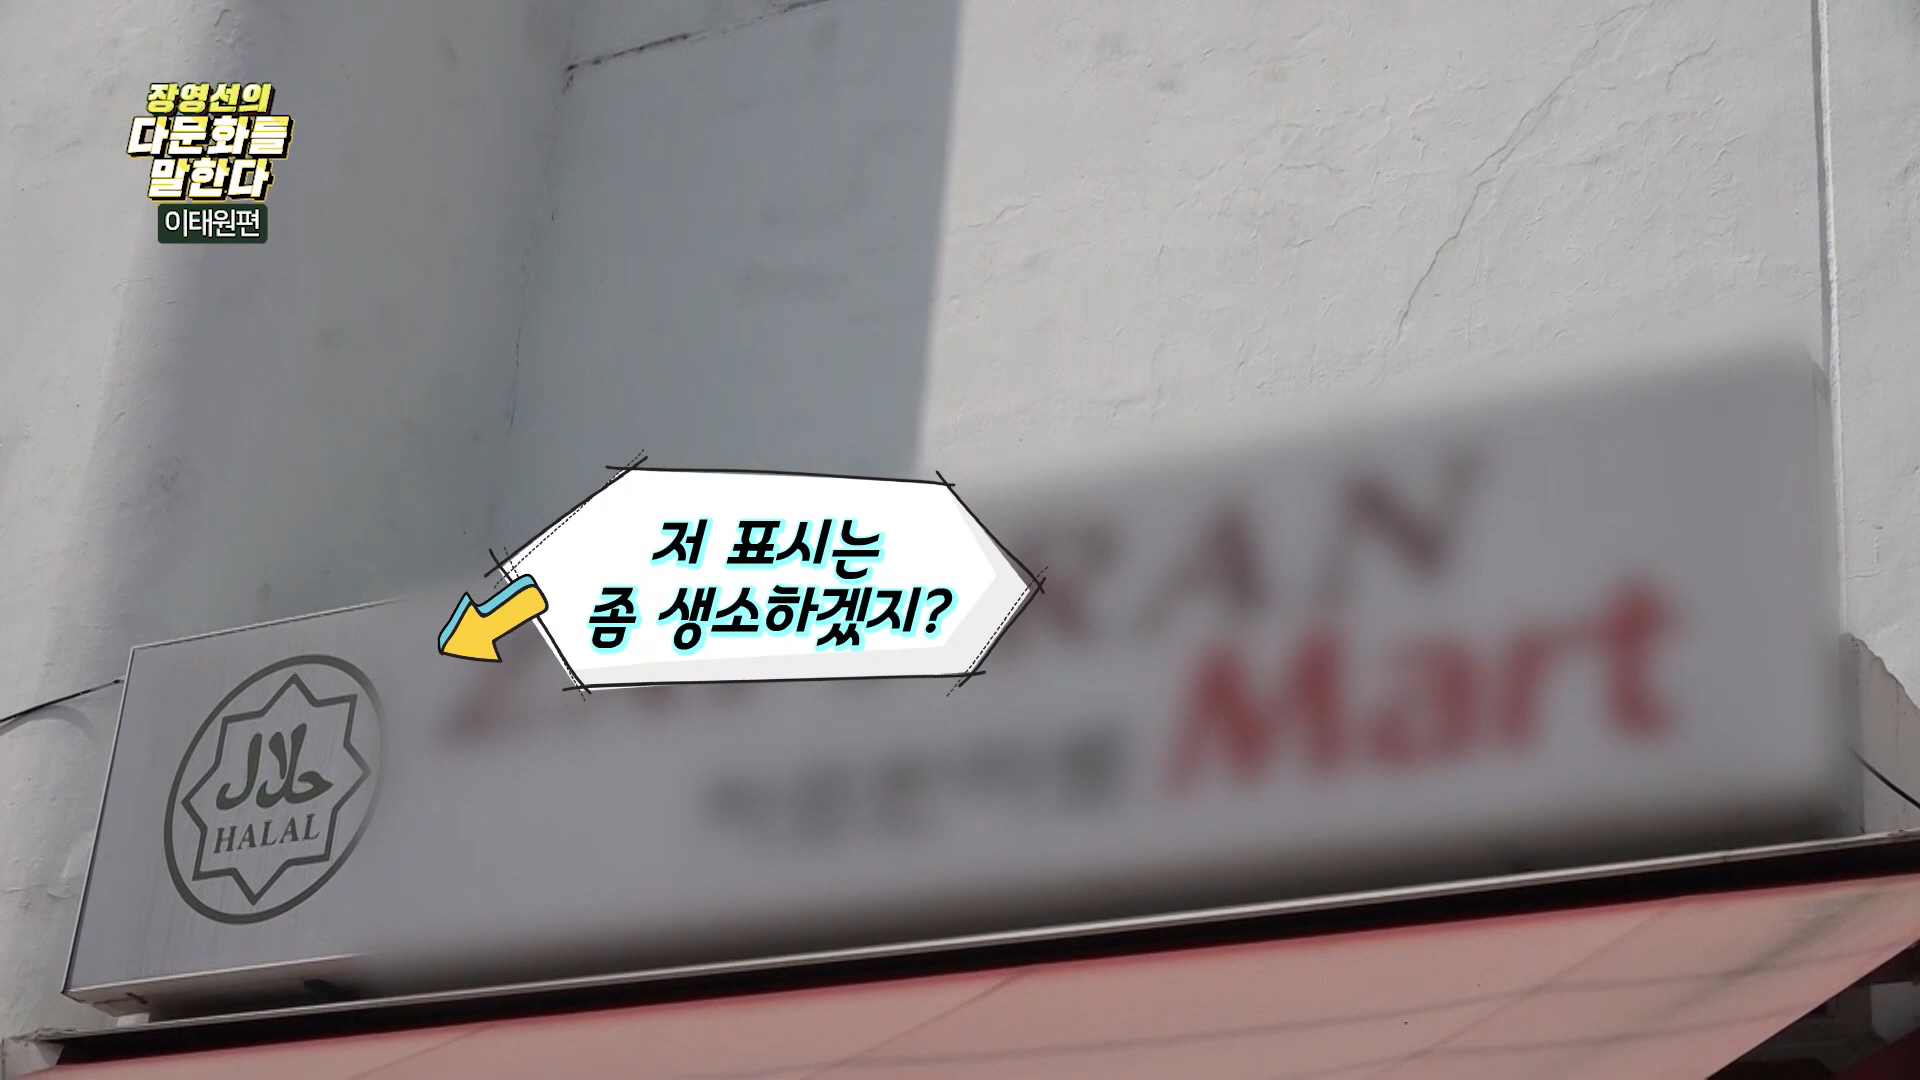 장영선의
다문화를
말한다
이태원편
저 표시는
좀 생소하겠지?
حلال
HALAL
Mart